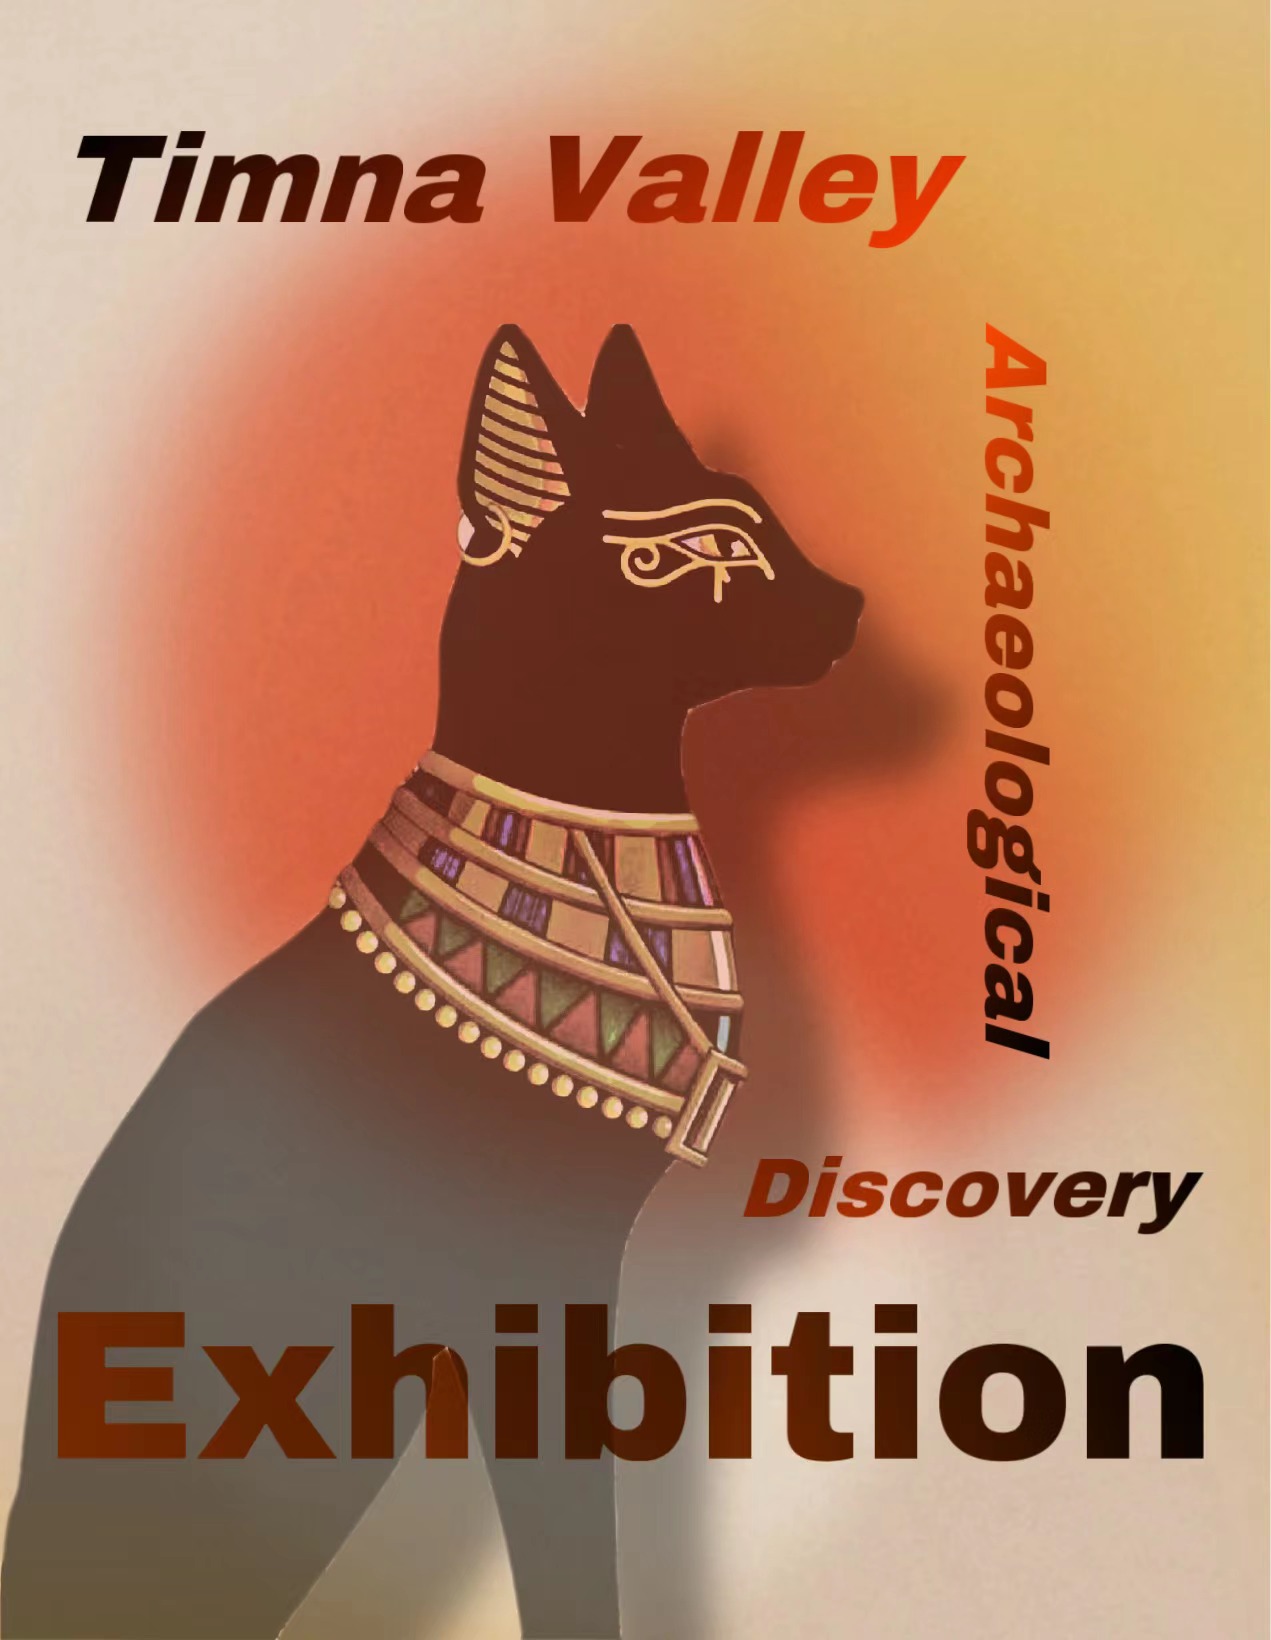 Timna Valley
Archaeological
Discovery
Exhibition